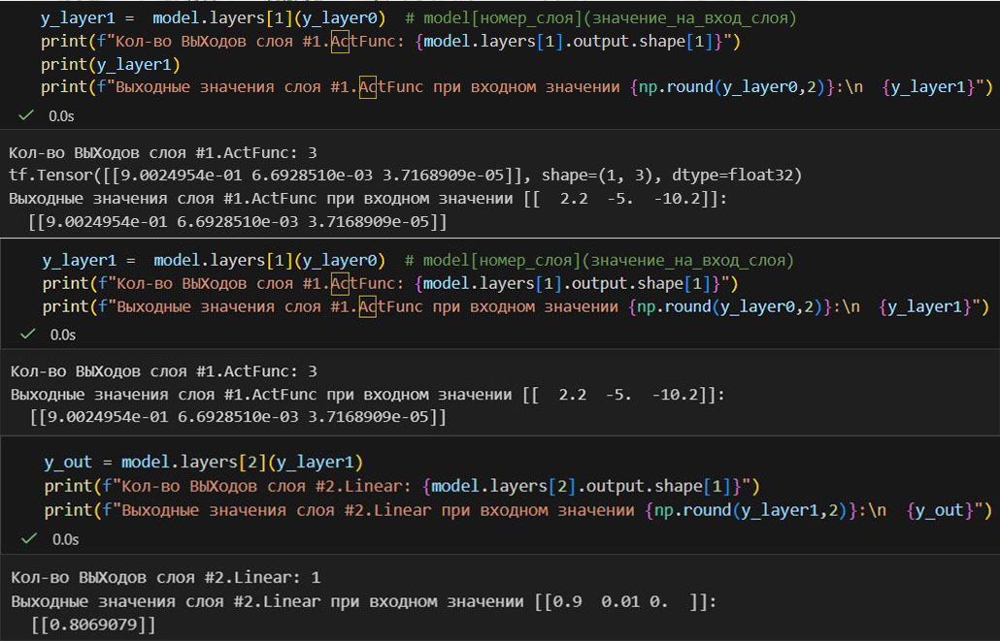 y_layer1 =  model.layers[1](y_layer0)  # model[номер_слоя](значение_на_вход_слоя)
print(f"Кол-во ВЫХодов слоя #1.ActFunc: {model.layers[1].output.shape[1]}")
print(y_layer1)
print(f"Выходные значения слоя #1.ActFunc при входном значении {np.round(y_layer0,2)}:\n  {y_layer1}")
0.0s
Кол-во ВЫХодов слоя #1.ActFunc: 3
tf.Tensor([[9.0024954e-01 6.6928510e-03 3.7168909e-05]], shape=(1, 3), dtype=float32)
Выходные значения слоя #1.ActFunc при входном значении [[  2.2  -5.  -10.2]]:
  [[9.0024954e-01 6.6928510e-03 3.7168909e-05]]
y_layer1 =  model.layers[1](y_layer0)  # model[номер_слоя](значение_на_вход_слоя)
print(f"Кол-во ВЫХодов слоя #1.ActFunc: {model.layers[1].output.shape[1]}")
print(f"Выходные значения слоя #1.ActFunc при входном значении {np.round(y_layer0,2)}:\n  {y_layer1}")
0.0s
Кол-во ВЫХодов слоя #1.ActFunc: 3
Выходные значения слоя #1.ActFunc при входном значении [[  2.2  -5.  -10.2]]:
  [[9.0024954e-01 6.6928510e-03 3.7168909e-05]]
y_out = model.layers[2](y_layer1)
print(f"Кол-во ВЫХодов слоя #2.Linear: {model.layers[2].output.shape[1]}")
print(f"Выходные значения слоя #2.Linear при входном значении {np.round(y_layer1,2)}:\n  {y_out}")
0.0s
Кол-во ВЫХодов слоя #2.Linear: 1
Выходные значения слоя #2.Linear при входном значении [[0.9  0.01 0.  ]]:
  [[0.8069079]]